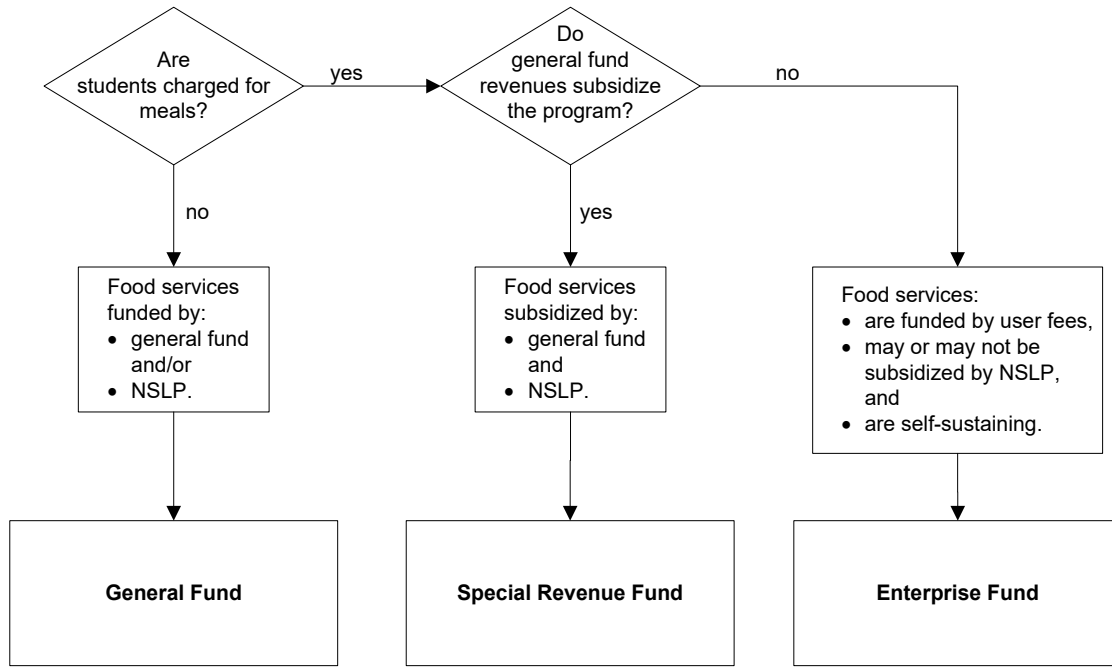 Are
students charged for
meals?
yes
Do
general fund
revenues subsidize
the program?
no
no
yes
Food services
funded by:
• general fund
and/or
• NSLP.
Food services
subsidized by:
• general fund
and
• NSLP.
Food services:
• are funded by user fees,
• may or may not be
subsidized by NSLP,
and
• are self-sustaining.
General Fund
Special Revenue Fund
Enterprise Fund